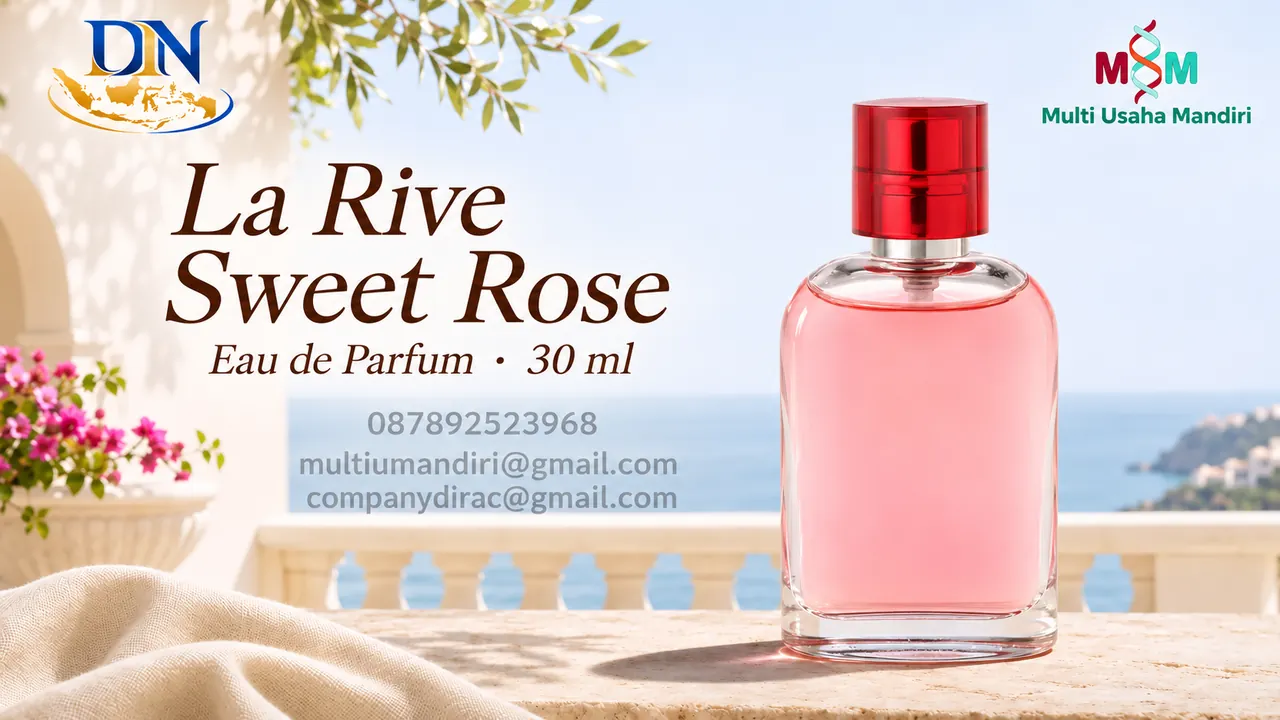 DIN
MSM
Multi Usaha Mandiri
La Rive
Sweet Rose
Eau de Parfum • 30 ml
087892523968
multiumandiri@gmail.com
companydirac@gmail.com